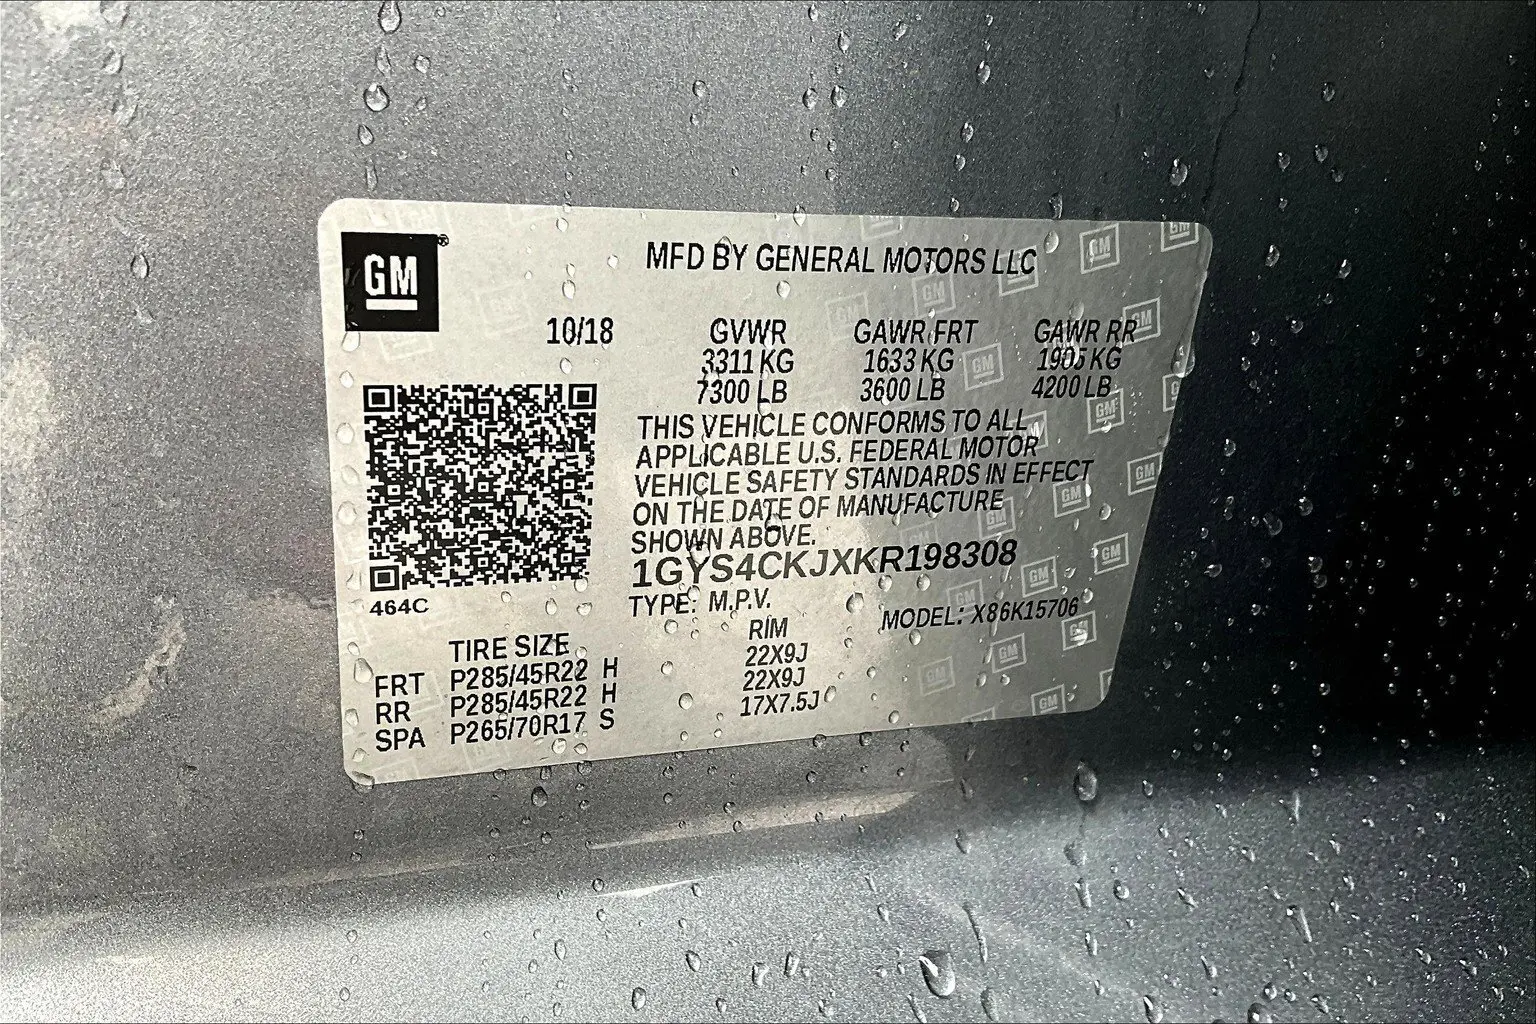 GM®
MFD BY GENERAL MOTORS LLC
10/18 GVWR GAWR FRT GAWR RR
3311 KG 1633 KG 1905 KG
7300 LB 3600 LB 4200 LB
THIS VEHICLE CONFORMS TO ALL
APPLICABLE U.S. FEDERAL MOTOR
VEHICLE SAFETY STANDARDS IN EFFECT
ON THE DATE OF MANUFACTURE
SHOWN ABOVE.
1GYS4CKJXKR198308
464C
TYPE: M.P.V. MODEL: X86K15706
TIRE SIZE RIM
FRT P285/45R22 H 22X9J
RR P285/45R22 H 22X9J
SPA P265/70R17 S 17X7.5J